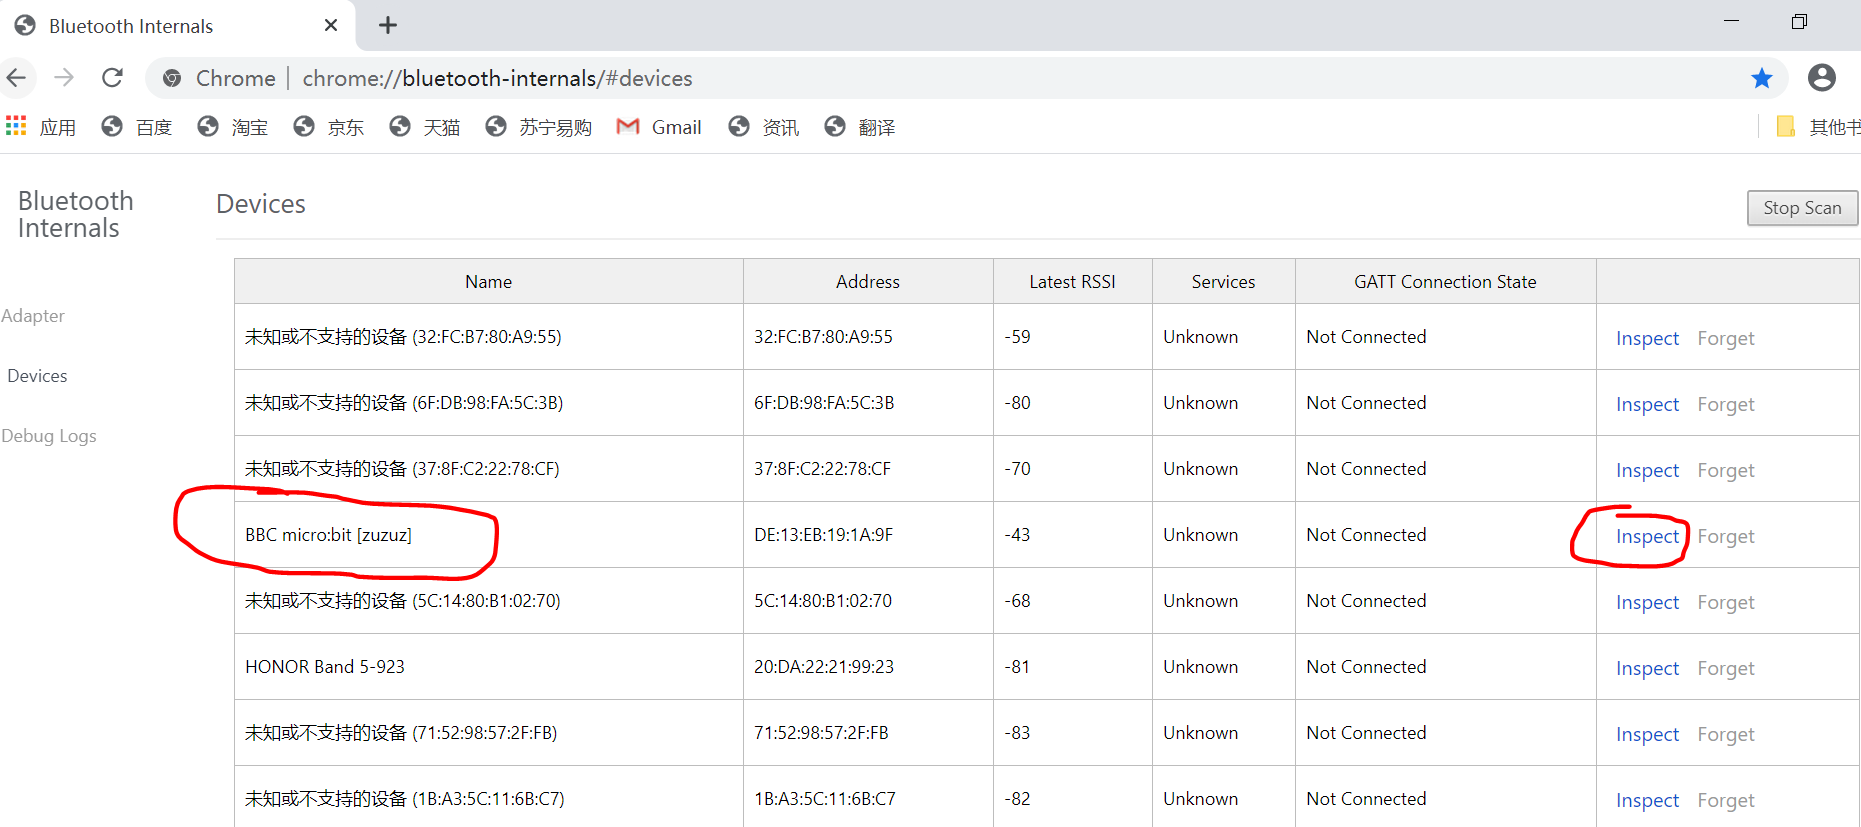 Bluetooth Internals
Chrome | chrome://bluetooth-internals/#devices
应用 百度 淘宝 京东 天猫 苏宁易购 Gmail 资讯 翻译 其他书
Bluetooth
Internals
Devices
Stop Scan
Adapter
Devices
Debug Logs
Name Address Latest RSSI Services GATT Connection State
未知或不支持的设备 (32:FC:B7:80:A9:55) 32:FC:B7:80:A9:55 -59 Unknown Not Connected Inspect Forget
未知或不支持的设备 (6F:DB:98:FA:5C:3B) 6F:DB:98:FA:5C:3B -80 Unknown Not Connected Inspect Forget
未知或不支持的设备 (37:8F:C2:22:78:CF) 37:8F:C2:22:78:CF -70 Unknown Not Connected Inspect Forget
BBC micro:bit [zuzuz] DE:13:EB:19:1A:9F -43 Unknown Not Connected Inspect Forget
未知或不支持的设备 (5C:14:80:B1:02:70) 5C:14:80:B1:02:70 -68 Unknown Not Connected Inspect Forget
HONOR Band 5-923 20:DA:22:21:99:23 -81 Unknown Not Connected Inspect Forget
未知或不支持的设备 (71:52:98:57:2F:FB) 71:52:98:57:2F:FB -83 Unknown Not Connected Inspect Forget
未知或不支持的设备 (1B:A3:5C:11:6B:C7) 1B:A3:5C:11:6B:C7 -82 Unknown Not Connected Inspect Forget